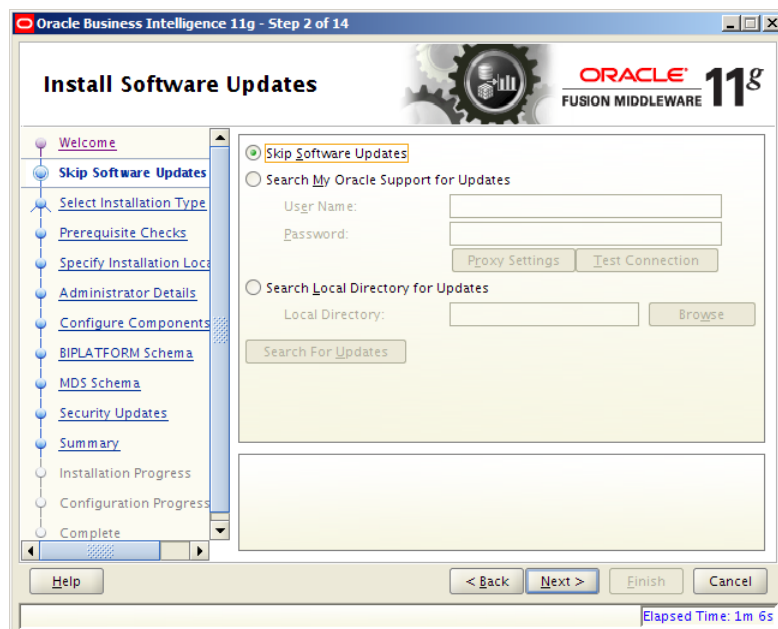 Oracle Business Intelligence 11g - Step 2 of 14
Install Software Updates
ORACLE
FUSION MIDDLEWARE
11g
Welcome
Skip Software Updates
Select Installation Type
Prerequisite Checks
Specify Installation Loca
Administrator Details
Configure Components
BIPLATFORM Schema
MDS Schema
Security Updates
Summary
Installation Progress
Configuration Progress
Complete
Skip Software Updates
Search My Oracle Support for Updates
User Name:
Password:
Proxy Settings Test Connection
Search Local Directory for Updates
Local Directory: Browse
Search For Updates
Help < Back Next > Finish Cancel
Elapsed Time: 1m 6s